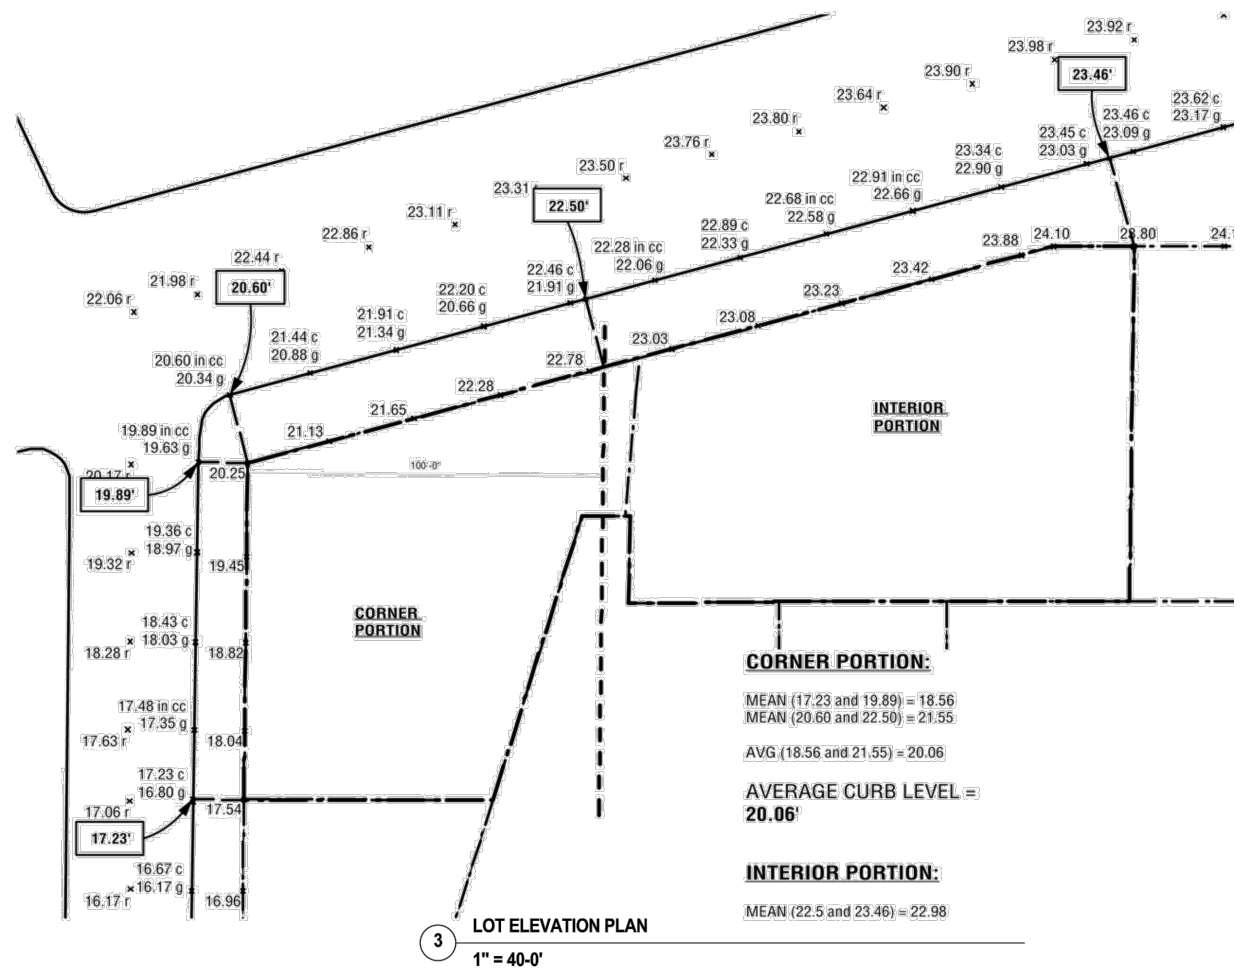 23.92 r
23.98 r
23.46'
23.90 r
23.62 c
23.17 g
23.64 r
23.46 c
23.09 g
23.80 r
23.45 c
23.03 g
23.76 r
23.34 c
22.90 g
23.50 r
22.91 in cc
22.66 g
23.31
22.50'
22.68 in cc
22.58 g
23.11 r
22.89 c
22.33 g
22.86 r
22.28 in cc
22.06 g
24.10
23.80
23.88
22.44 r
22.46 c
21.91 g
23.42
21.98 r
20.60'
22.20 c
20.66 g
23.23
22.06 r
21.91 c
21.34 g
23.08
21.44 c
20.88 g
23.03
20.60 in cc
20.34 g
22.78
22.28
21.65
INTERIOR
PORTION
21.13
19.89 in cc
19.63 g
20.17 r
20.25
100'-0"
19.89'
19.36 c
18.97 g
19.32 r
19.45
CORNER
PORTION
18.43 c
18.03 g
18.28 r
18.82
17.48 in cc
17.35 g
17.63 r
18.04
17.23 c
16.80 g
17.06 r
17.54
17.23'
16.67 c
16.17 g
16.17 r
16.96
CORNER PORTION:
MEAN (17.23 and 19.89) = 18.56
MEAN (20.60 and 22.50) = 21.55
AVG (18.56 and 21.55) = 20.06
AVERAGE CURB LEVEL =
20.06'
INTERIOR PORTION:
MEAN (22.5 and 23.46) = 22.98
3
LOT ELEVATION PLAN
1" = 40-0'